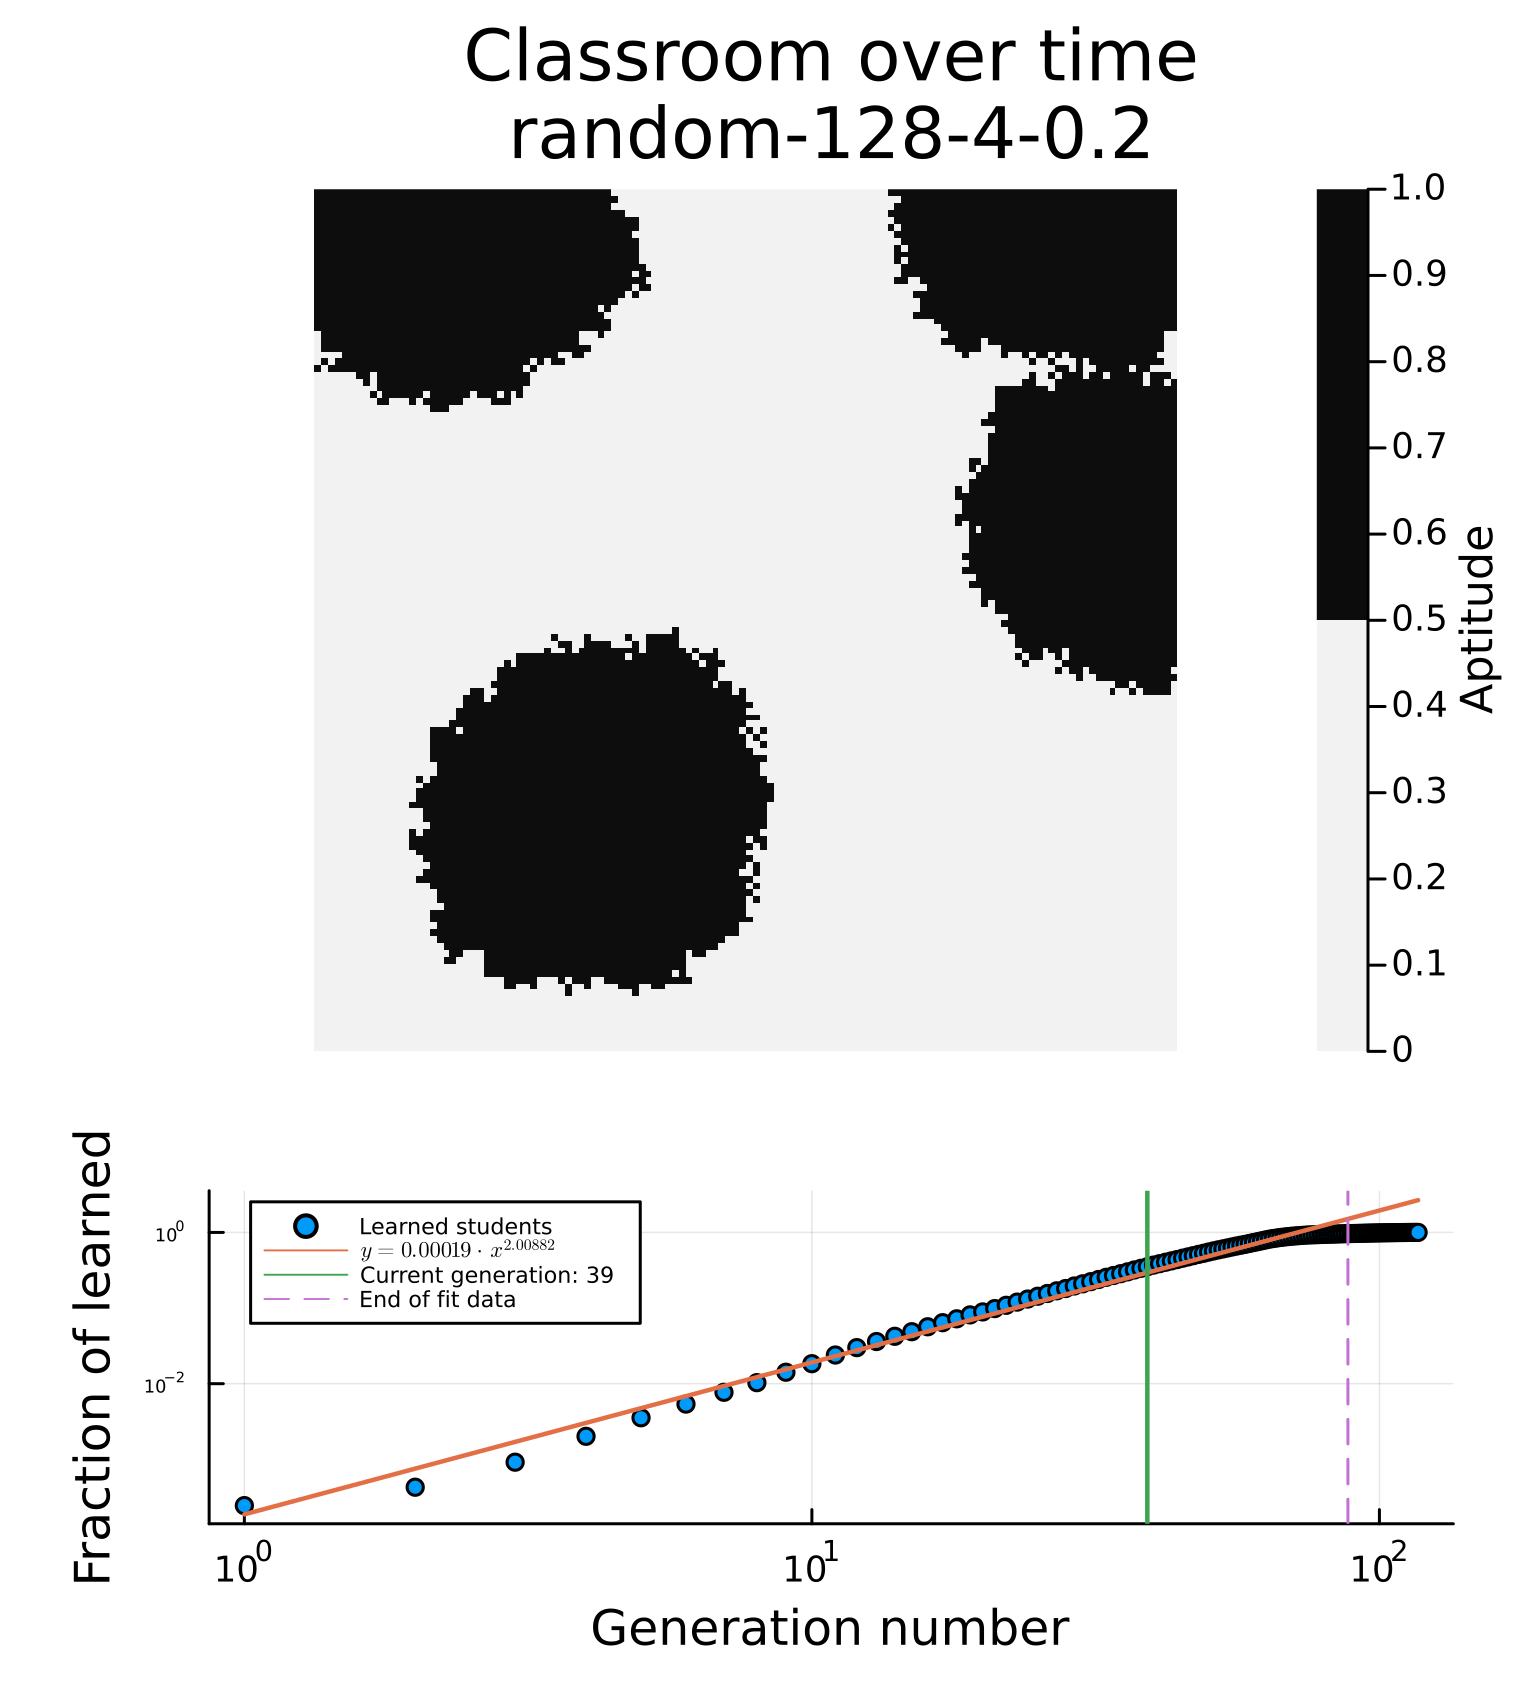 Classroom over time
random-128-4-0.2
1.0
0.9
0.8
0.7
0.6
0.5
0.4
0.3
0.2
0.1
0
Aptitude
Fraction of learned
10^0
10^-2
Learned students
y = 0.00019 · x^2.00882
Current generation: 39
End of fit data
10^0
10^1
10^2
Generation number